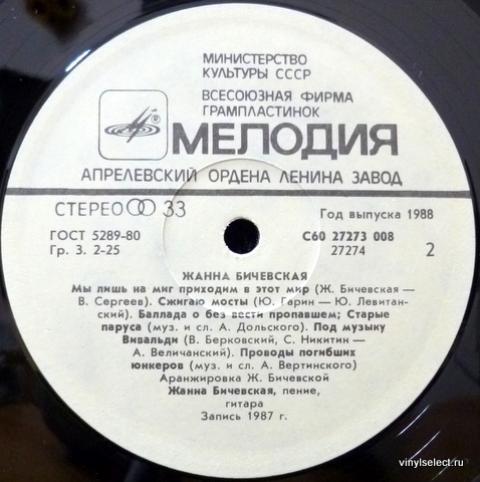 МИНИСТЕРСТВО
КУЛЬТУРЫ СССР
ВСЕСОЮЗНАЯ ФИРМА
ГРАМПЛАСТИНОК
МЕЛОДИЯ
АПРЕЛЕВСКИЙ ОРДЕНА ЛЕНИНА ЗАВОД
СТЕРЕО 33
Год выпуска 1988
ГОСТ 5289-80
С60 27273 008
Гр. 3. 2-25
27274
2
ЖАННА БИЧЕВСКАЯ
Мы лишь на миг приходим в этот мир (Ж. Бичевская —
В. Сергеев). Сжигаю мосты (Ю. Гарин — Ю. Левитан-
ский). Баллада о без вести пропавшем; Старые
паруса (муз. и сл. А. Дольского). Под музыку
Вивальди (В. Берковский, С. Никитин —
А. Величанский). Проводы погибших
юнкеров (муз. и сл. А. Вертинского)
Аранжировка Ж. Бичевской
Жанна Бичевская, пение,
гитара
Запись 1987 г.
vinylselect.ru